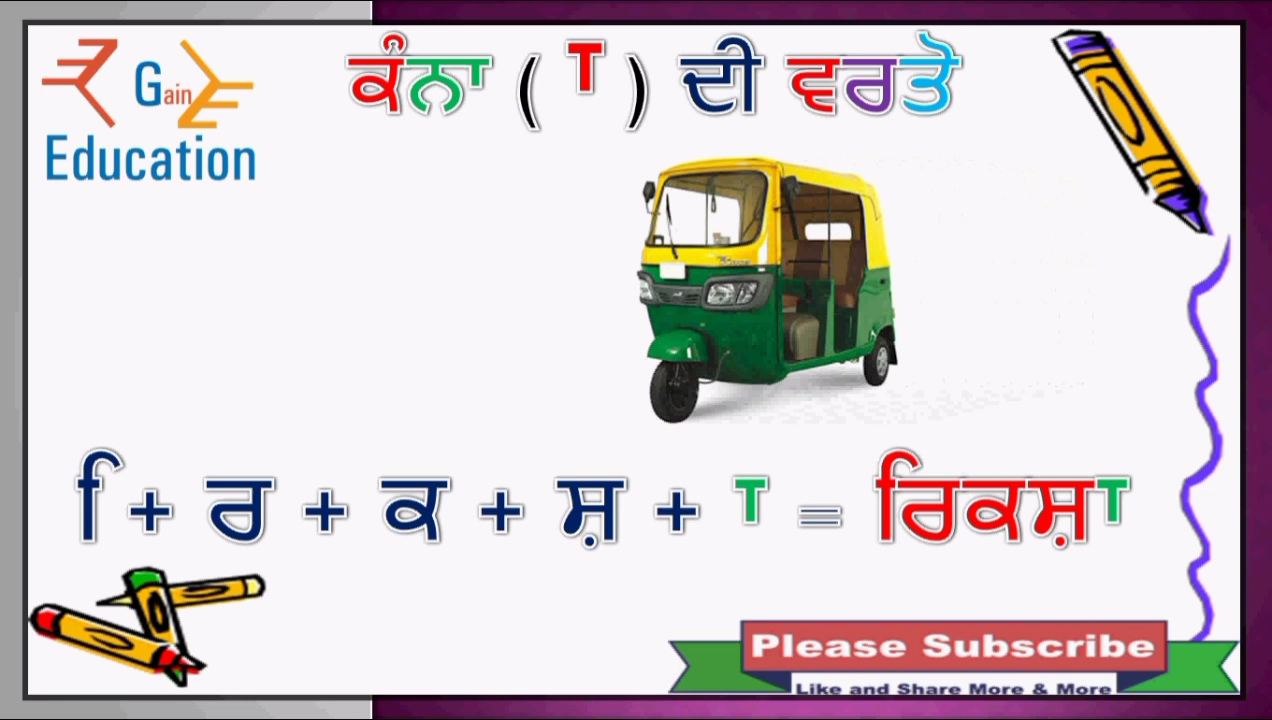 Gain
Education
ਕੰਨਾ ( ਾ ) ਦੀ ਵਰਤੋ
ਿ + ਰ + ਕ + ਸ਼ + ਾ = ਰਿਕਸ਼ਾ
Please Subscribe
Like and Share More & More